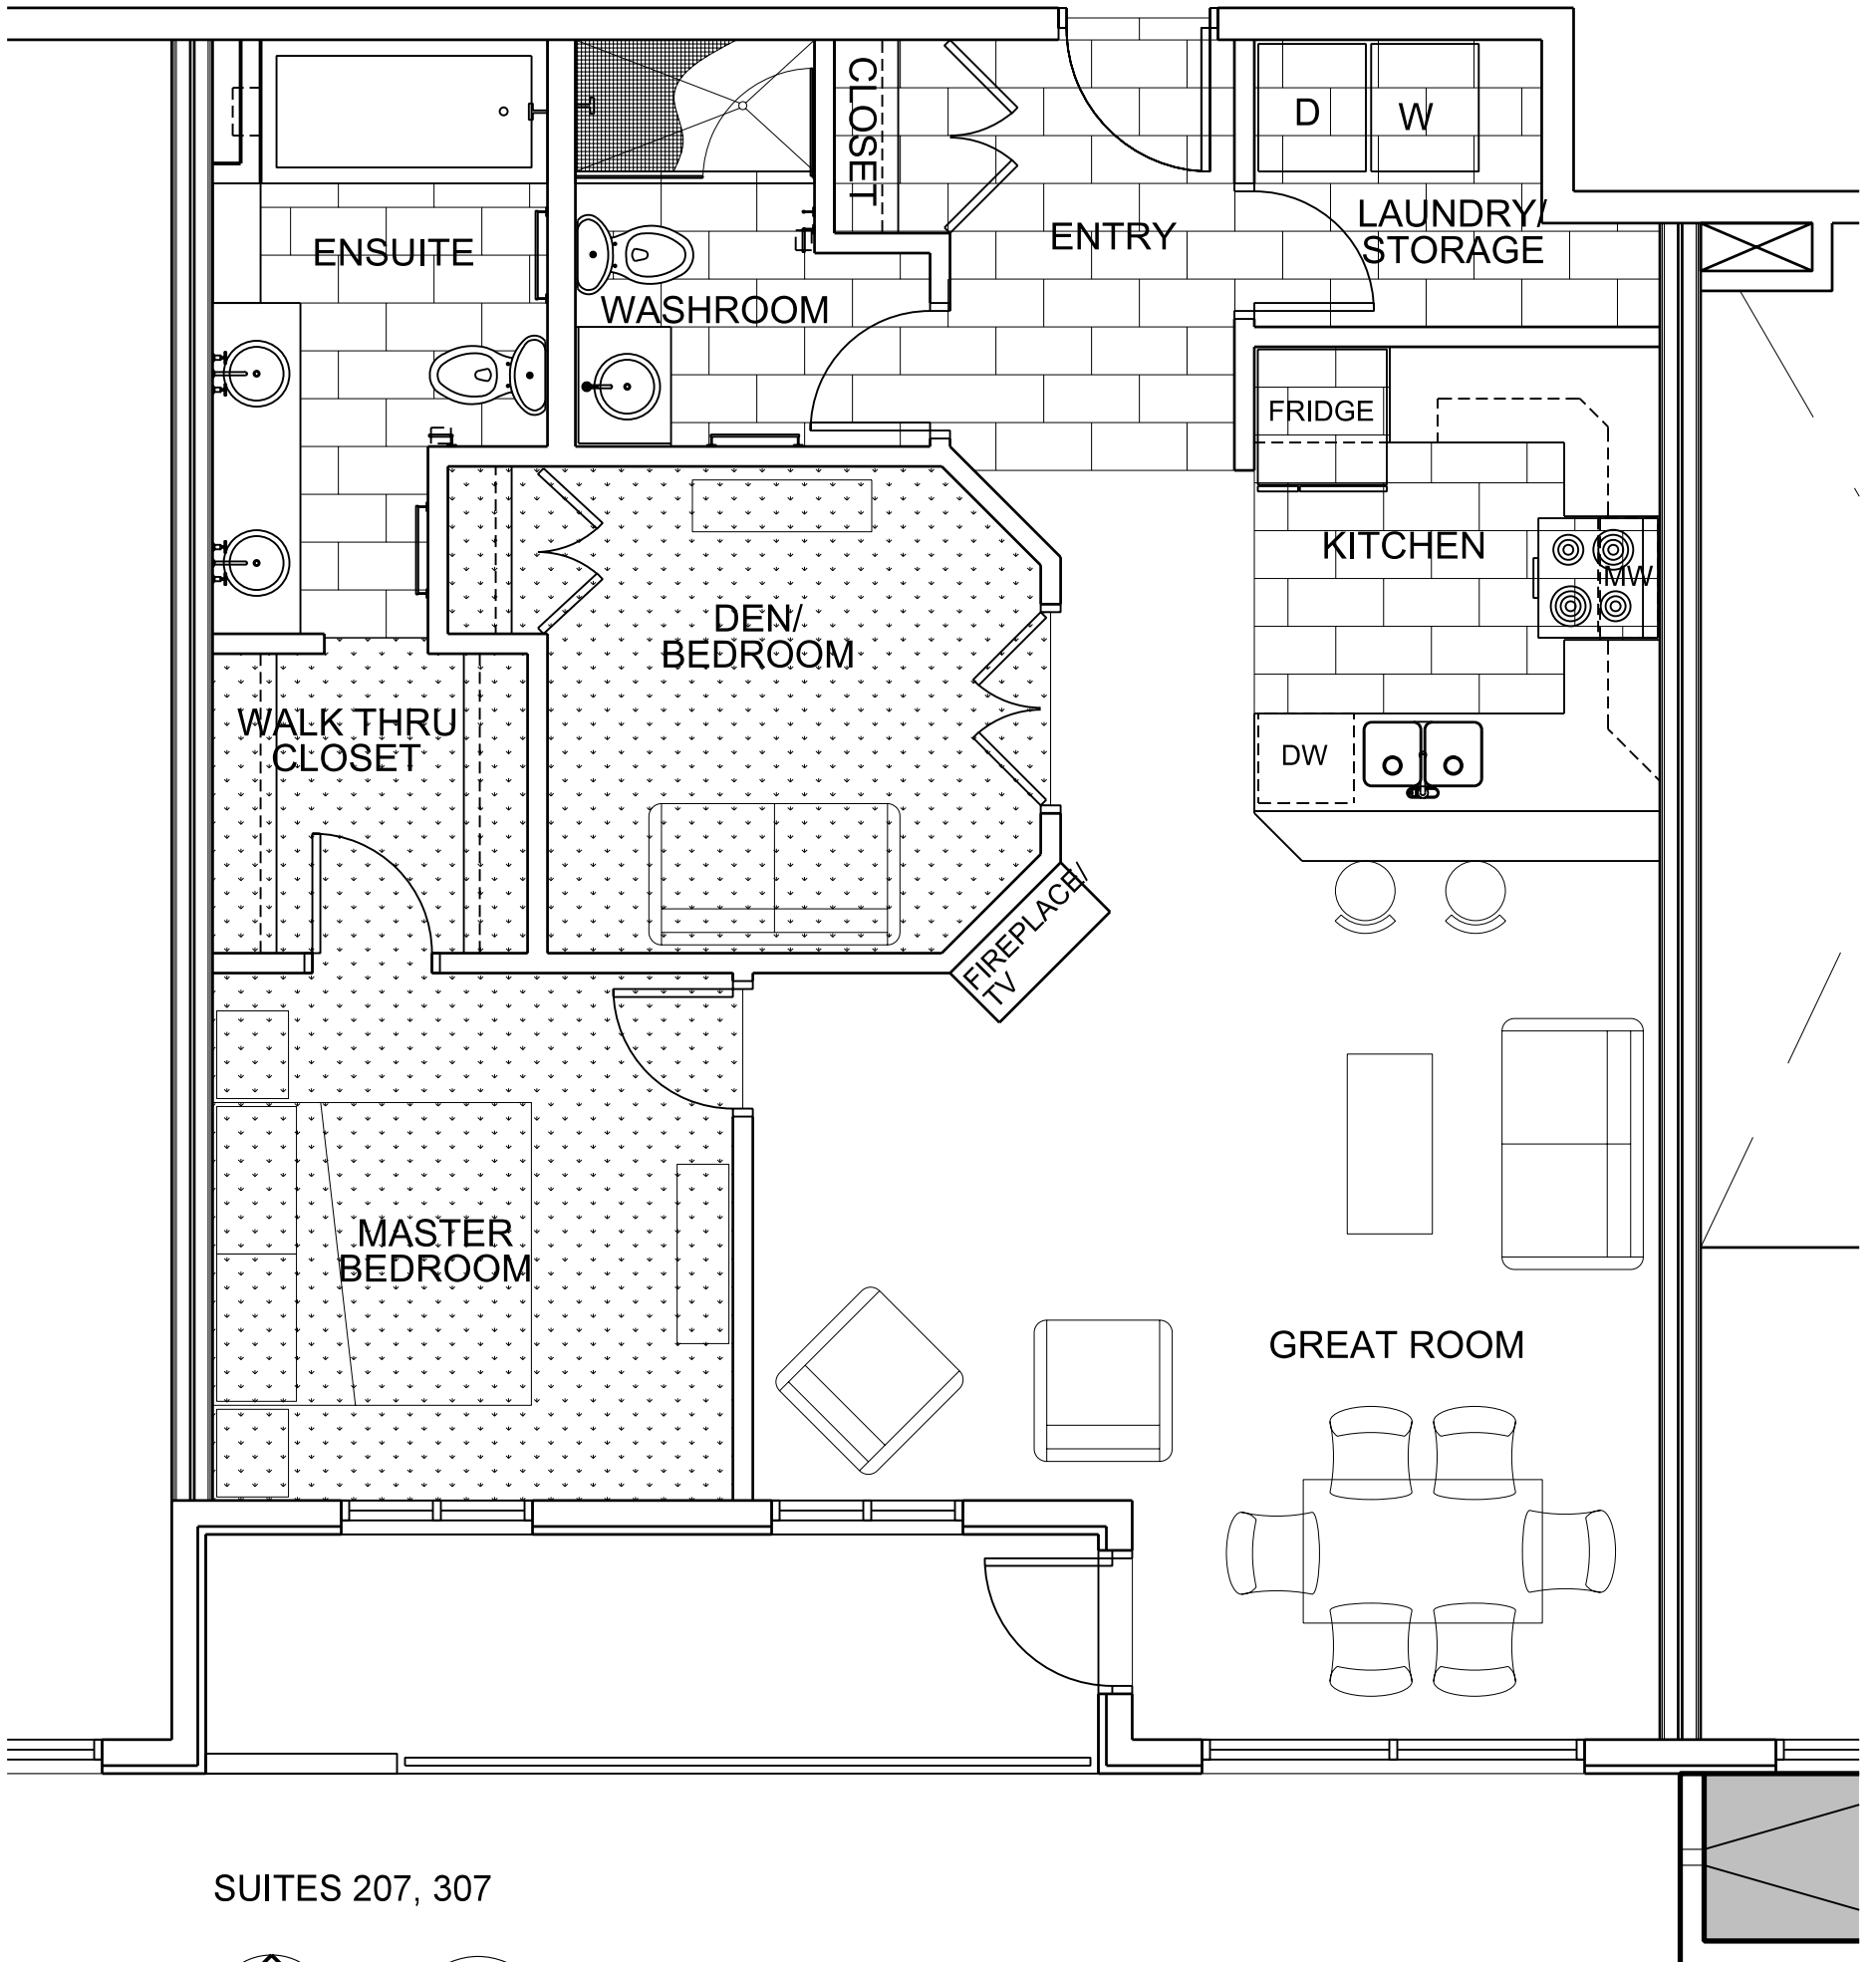 CLOSET
D
W
ENSUITE
WASHROOM
ENTRY
LAUNDRY/
STORAGE
FRIDGE
KITCHEN
MW
DEN/
BEDROOM
WALK THRU
CLOSET
DW
FIREPLACE/
TV
MASTER
BEDROOM
GREAT ROOM
SUITES 207, 307